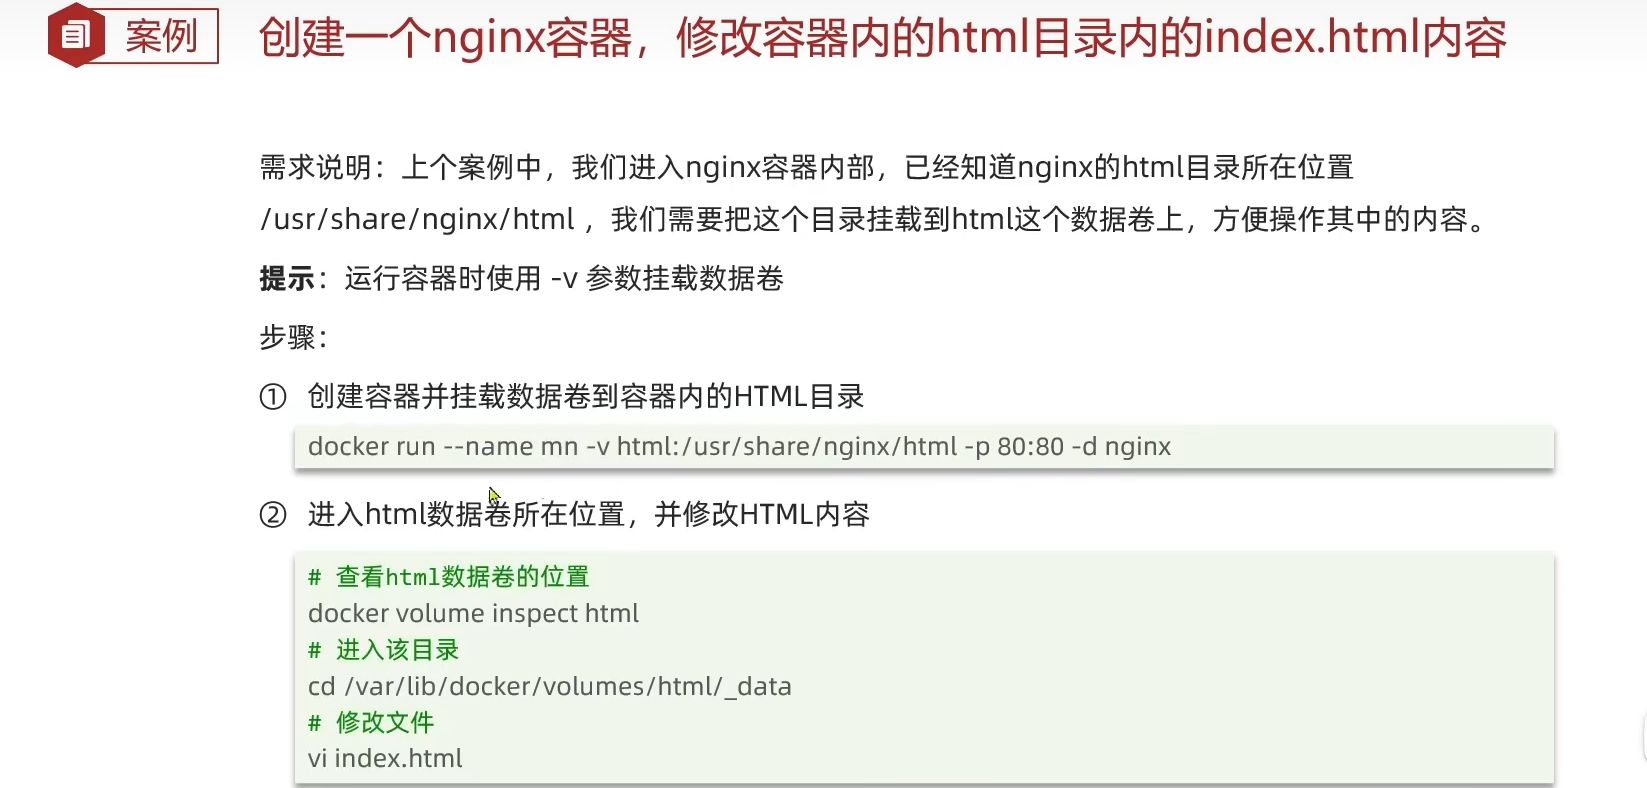 案例
创建一个nginx容器，修改容器内的html目录内的index.html内容
需求说明：上个案例中，我们进入nginx容器内部，已经知道nginx的html目录所在位置
/usr/share/nginx/html ，我们需要把这个目录挂载到html这个数据卷上，方便操作其中的内容。
提示：运行容器时使用 -v 参数挂载数据卷
步骤：
① 创建容器并挂载数据卷到容器内的HTML目录
docker run --name mn -v html:/usr/share/nginx/html -p 80:80 -d nginx
② 进入html数据卷所在位置，并修改HTML内容
# 查看html数据卷的位置
docker volume inspect html
# 进入该目录
cd /var/lib/docker/volumes/html/_data
# 修改文件
vi index.html